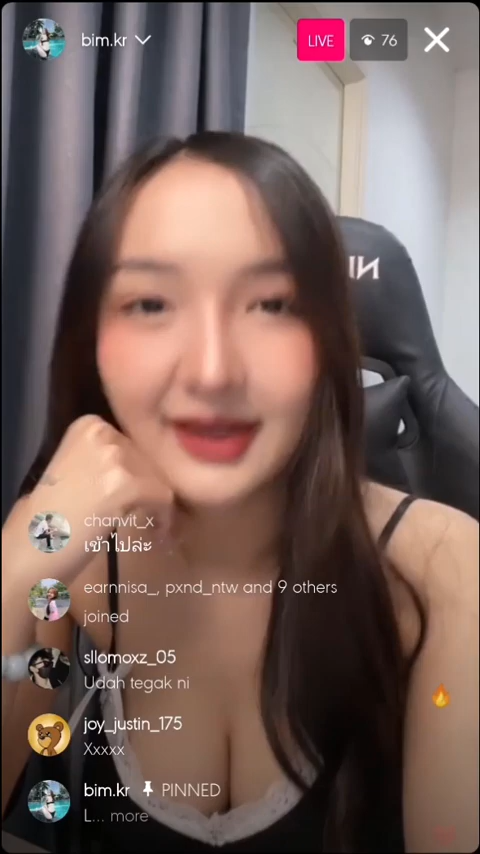 bim.kr
LIVE
76
IN
chanvit_x
เข้าไปล่ะ
earnnisa_, pxnd_ntw and 9 others
joined
sllomoxz_05
Udah tegak ni
joy_justin_175
Xxxxx
bim.kr PINNED
L... more